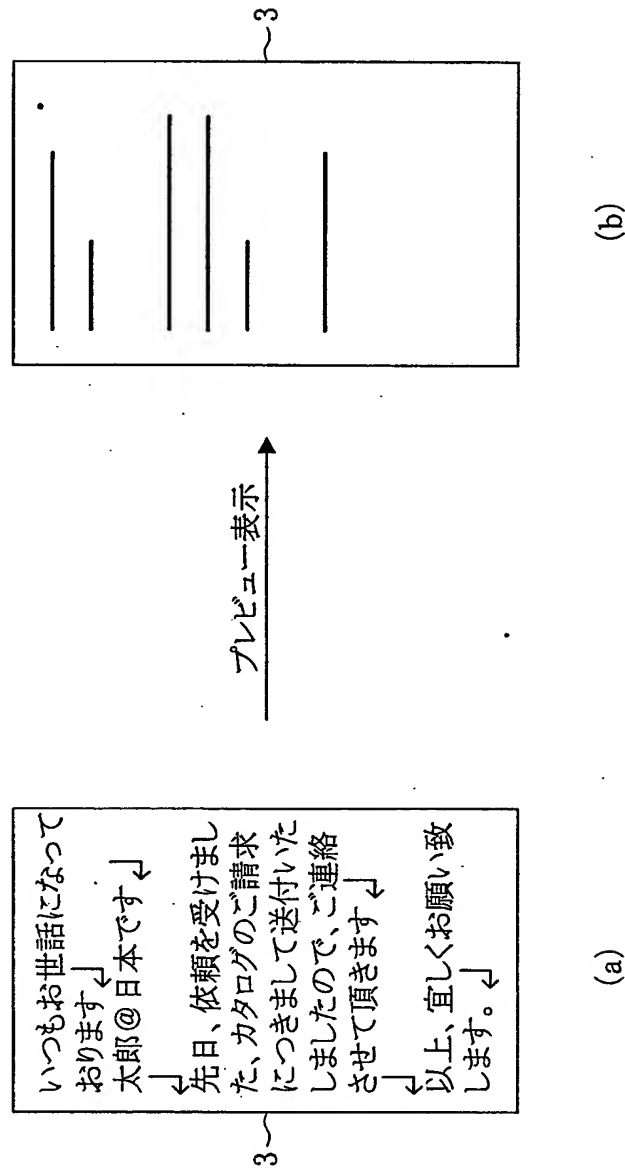 いつもお世話になって
おります↵
太郎@日本です↵
↵
先日、依頼を受けまし
た、カタログのご請求
につきまして送付いた
しましたので、ご連絡
させて頂きます↵
↵
以上、宜しくお願い致
します。↵
3
(a)
プレビュー表示
3
(b)